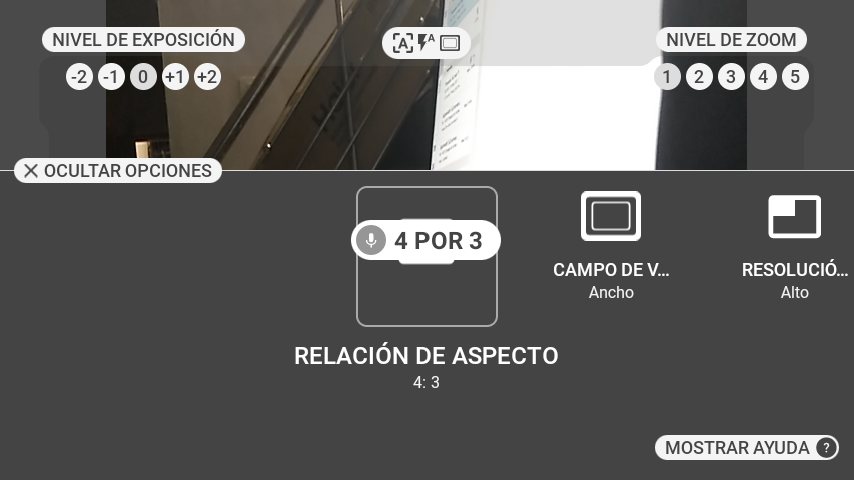 NIVEL DE EXPOSICIÓN
-2 -1 0 +1 +2
A
A
NIVEL DE ZOOM
1 2 3 4 5
OCULTAR OPCIONES
4 POR 3
CAMPO DE V...
Ancho
RESOLUCIÓ...
Alto
RELACIÓN DE ASPECTO
4: 3
MOSTRAR AYUDA ?